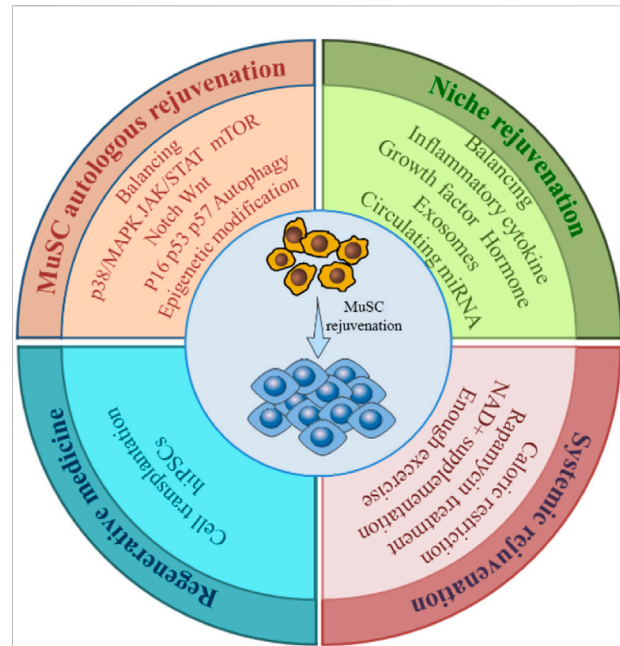 MuSC autologous rejuvenation
Balancing
p38/MAPK JAK/STAT mTOR
Notch Wnt
P16 p53 p57 Autophagy
Epigenetic modification
Niche rejuvenation
Balancing
Inflammatory cytokine
Growth factor Hormone
Exosomes
Circulating miRNA
MuSC
rejuvenation
Regenerative medicine
Cell transplantation
hiPSCs
Systemic rejuvenation
Caloric restriction
Rapamycin treatment
NAD+ supplementation
Enough excercise